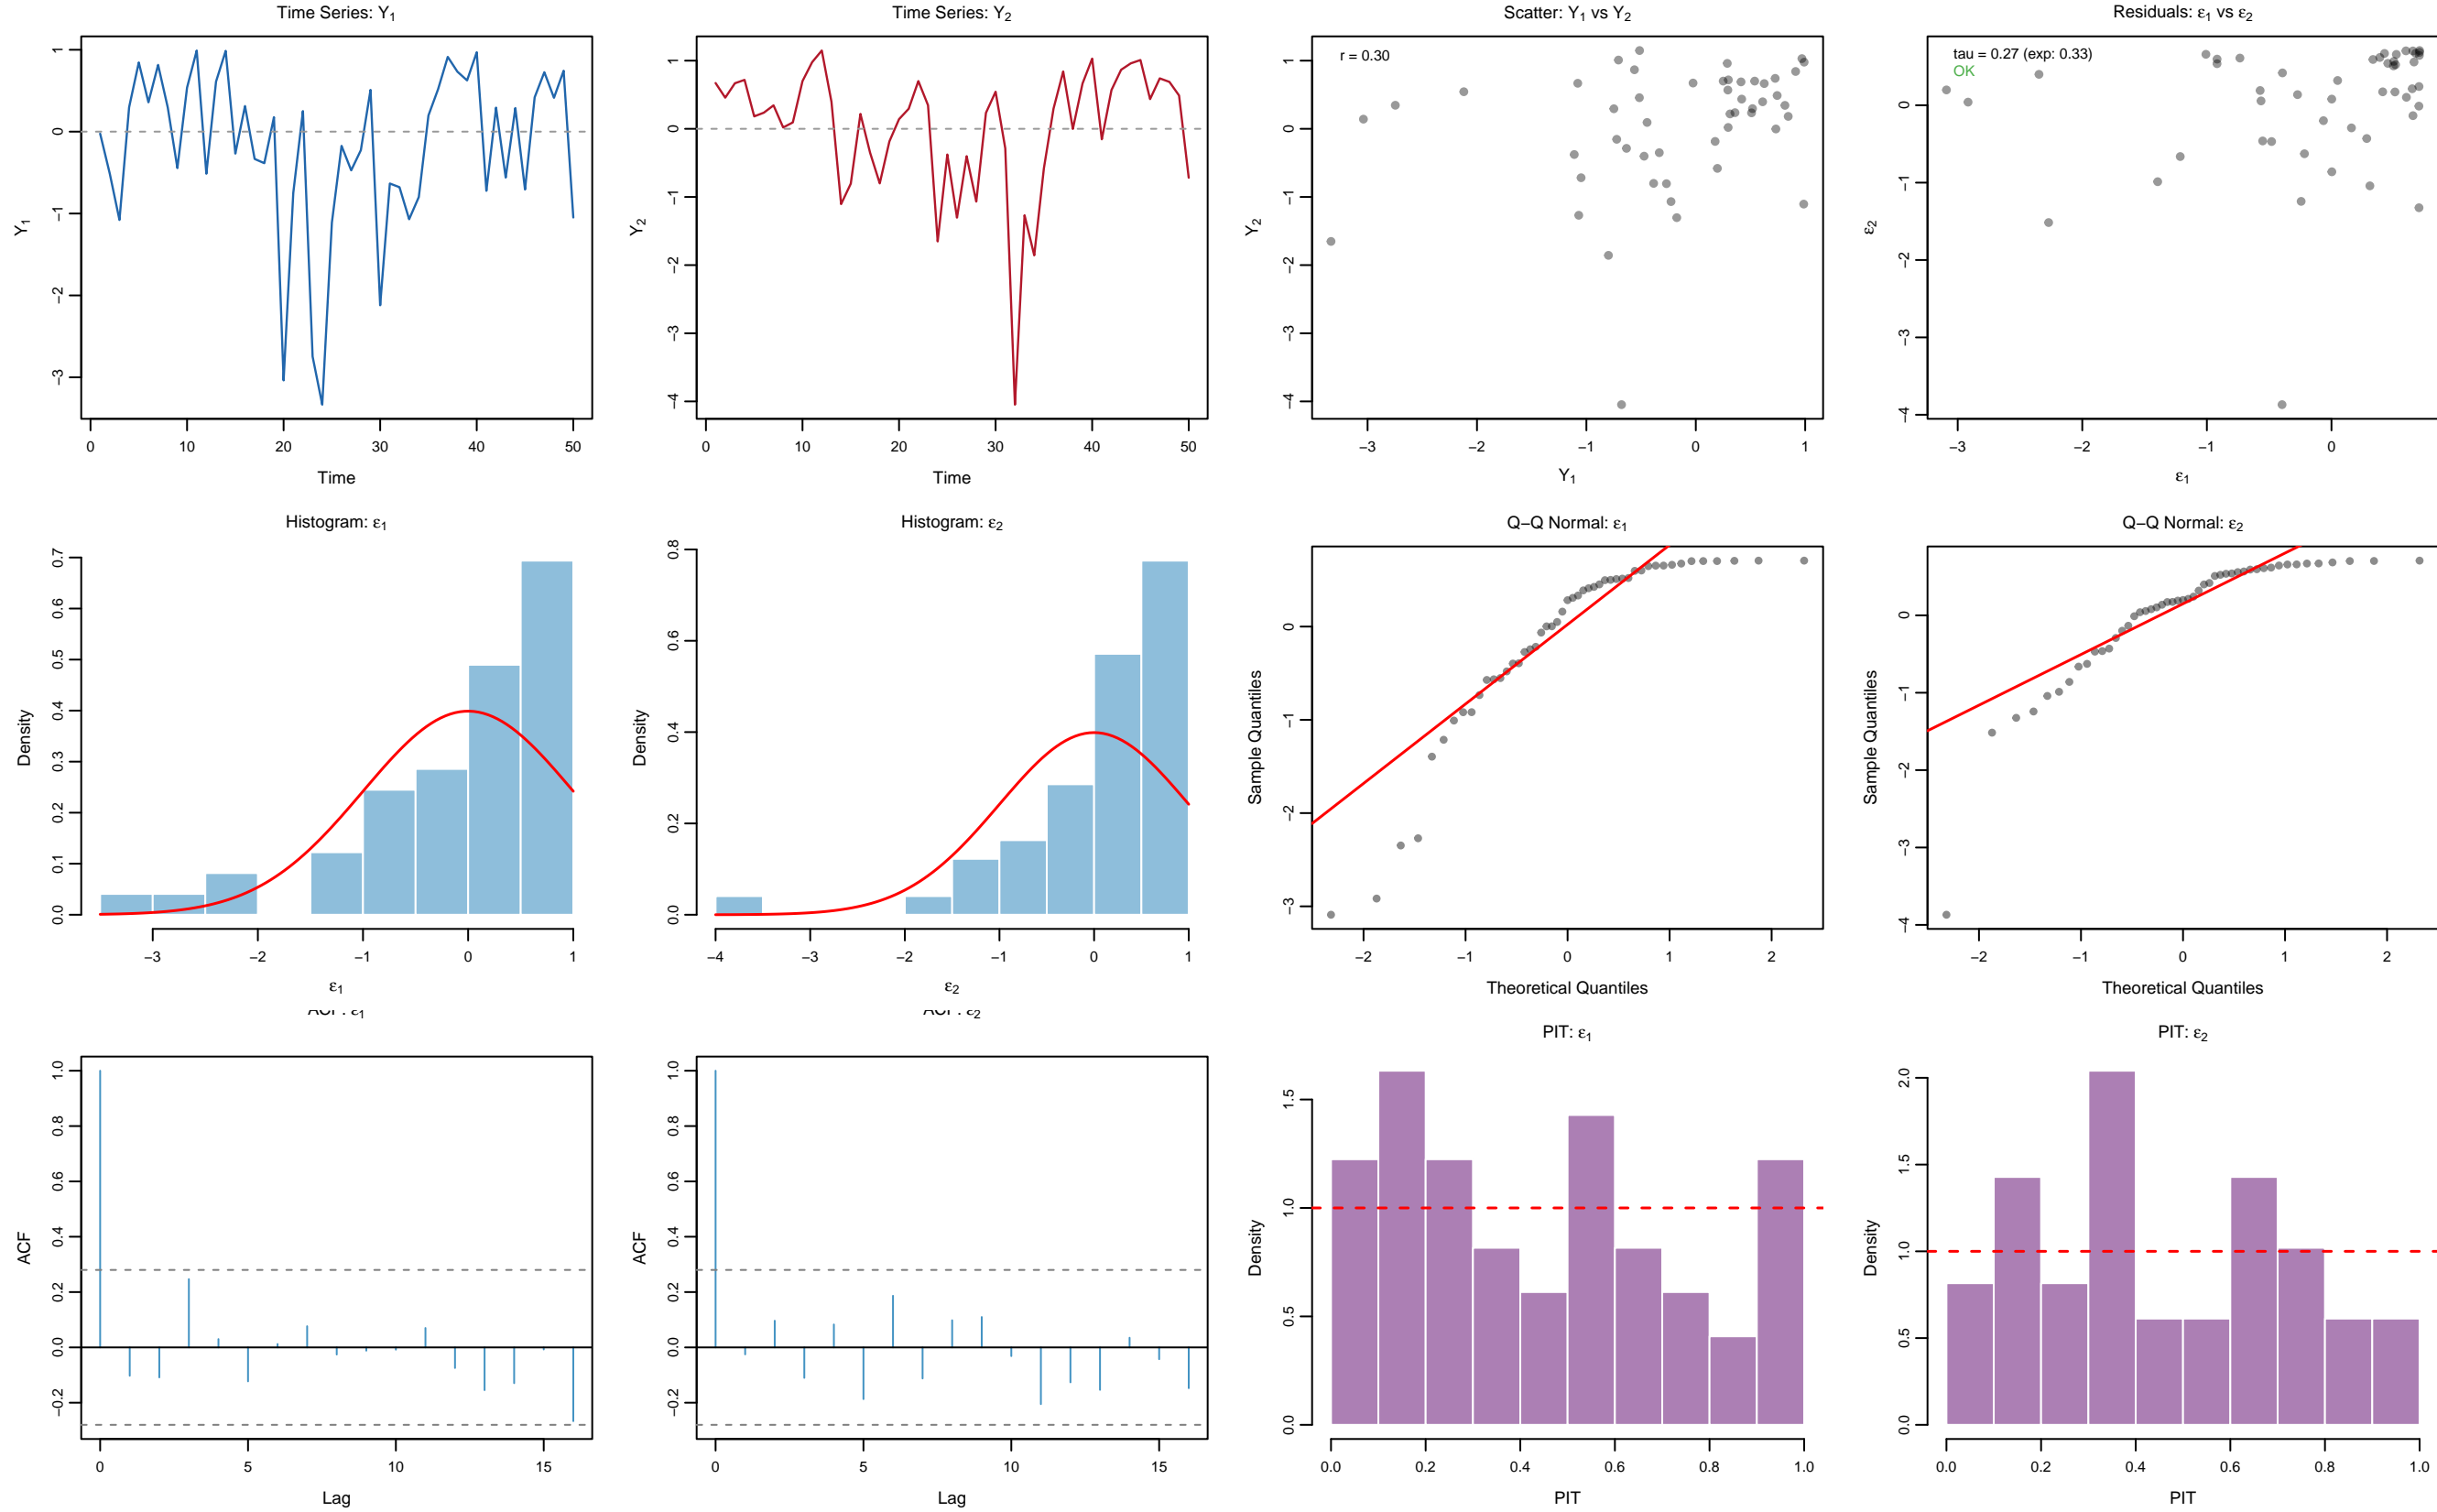 Time Series: Y1
1
0
−1
−2
−3
Y1
0 10 20 30 40 50
Time
Time Series: Y2
1
0
−1
−2
−3
−4
Y2
0 10 20 30 40 50
Time
Scatter: Y1 vs Y2
r = 0.30
1
0
−1
−2
−3
−4
Y2
−3 −2 −1 0 1
Y1
Residuals: ε1 vs ε2
tau = 0.27 (exp: 0.33)
OK
0
−1
−2
−3
−4
ε2
−3 −2 −1 0
ε1
Histogram: ε1
0.7
0.6
0.5
0.4
0.3
0.2
0.1
0.0
Density
−3 −2 −1 0 1
ε1
Histogram: ε2
0.8
0.6
0.4
0.2
0.0
Density
−4 −3 −2 −1 0 1
ε2
Q−Q Normal: ε1
0
−1
−2
−3
Sample Quantiles
−2 −1 0 1 2
Theoretical Quantiles
Q−Q Normal: ε2
0
−1
−2
−3
−4
Sample Quantiles
−2 −1 0 1 2
Theoretical Quantiles
ACF: ε1
1.0
0.8
0.6
0.4
0.2
0.0
−0.2
ACF
0 5 10 15
Lag
ACF: ε2
1.0
0.8
0.6
0.4
0.2
0.0
−0.2
ACF
0 5 10 15
Lag
PIT: ε1
1.5
1.0
0.5
0.0
Density
0.0 0.2 0.4 0.6 0.8 1.0
PIT
PIT: ε2
2.0
1.5
1.0
0.5
0.0
Density
0.0 0.2 0.4 0.6 0.8 1.0
PIT